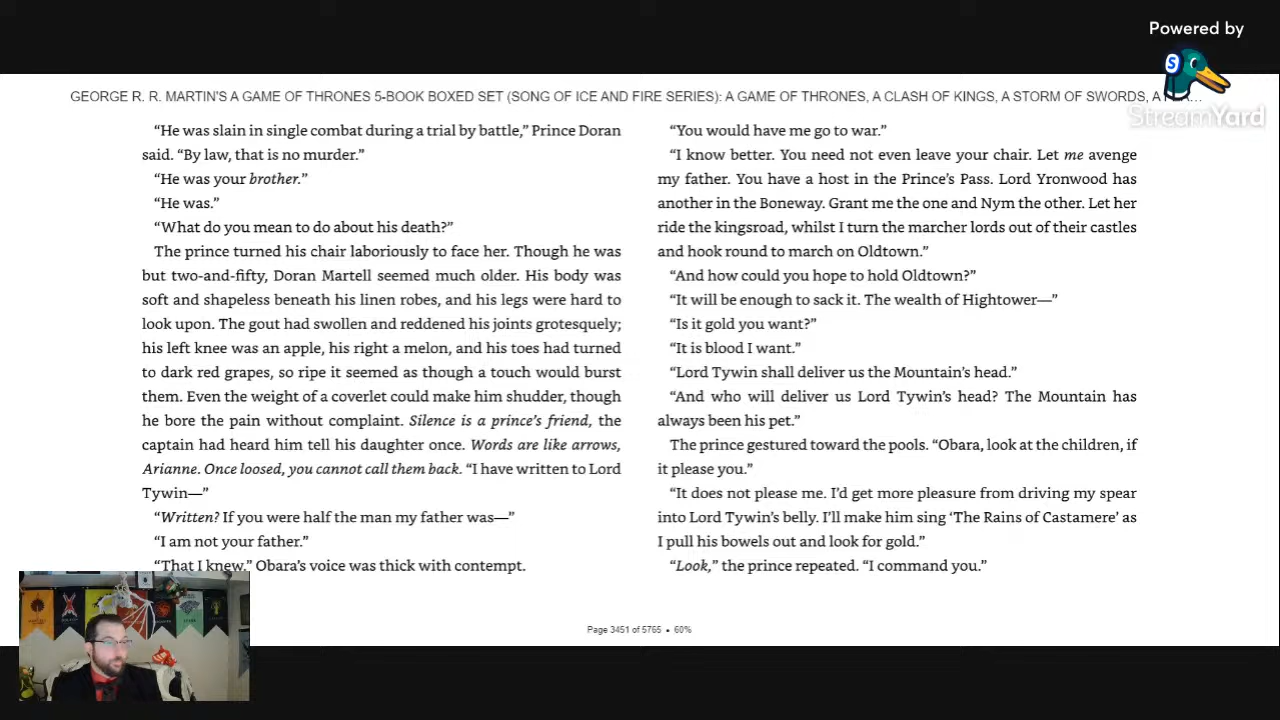 Powered by
StreamYard
GEORGE R. R. MARTIN'S A GAME OF THRONES 5-BOOK BOXED SET (SONG OF ICE AND FIRE SERIES): A GAME OF THRONES, A CLASH OF KINGS, A STORM OF SWORDS, A
“He was slain in single combat during a trial by battle,” Prince Doran
said. “By law, that is no murder.”
“He was your brother.”
“He was.”
“What do you mean to do about his death?”
The prince turned his chair laboriously to face her. Though he was
but two-and-fifty, Doran Martell seemed much older. His body was
soft and shapeless beneath his linen robes, and his legs were hard to
look upon. The gout had swollen and reddened his joints grotesquely;
his left knee was an apple, his right a melon, and his toes had turned
to dark red grapes, so ripe it seemed as though a touch would burst
them. Even the weight of a coverlet could make him shudder, though
he bore the pain without complaint. Silence is a prince’s friend, the
captain had heard him tell his daughter once. Words are like arrows,
Arianne. Once loosed, you cannot call them back. “I have written to Lord
Tywin—”
“Written? If you were half the man my father was—”
“I am not your father.”
“That I knew.” Obara’s voice was thick with contempt.
“You would have me go to war.”
“I know better. You need not even leave your chair. Let me avenge
my father. You have a host in the Prince’s Pass. Lord Yronwood has
another in the Boneway. Grant me the one and Nym the other. Let her
ride the kingsroad, whilst I turn the marcher lords out of their castles
and hook round to march on Oldtown.”
“And how could you hope to hold Oldtown?”
“It will be enough to sack it. The wealth of Hightower—”
“Is it gold you want?”
“It is blood I want.”
“Lord Tywin shall deliver us the Mountain’s head.”
“And who will deliver us Lord Tywin’s head? The Mountain has
always been his pet.”
The prince gestured toward the pools. “Obara, look at the children, if
it please you.”
“It does not please me. I’d get more pleasure from driving my spear
into Lord Tywin’s belly. I’ll make him sing ‘The Rains of Castamere’ as
I pull his bowels out and look for gold.”
“Look,” the prince repeated. “I command you.”
Page 3451 of 5765 • 60%